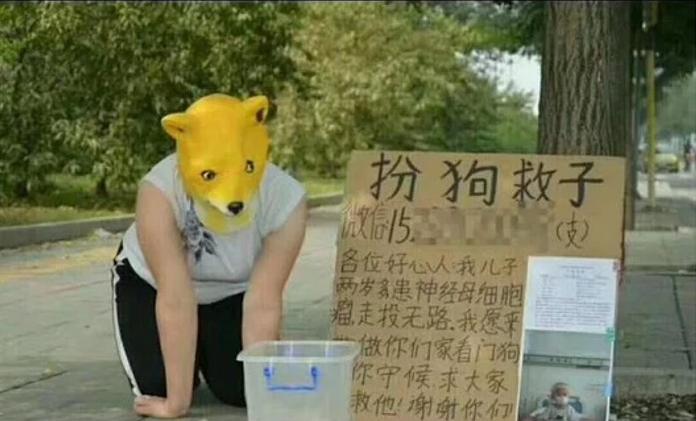 扮狗救子
微信15 (支)
各位好心人:我儿子
两岁多患神经母细胞
瘤,走投无路.我愿来
做你们家看门狗
你守候,求大家
救他!谢谢你们